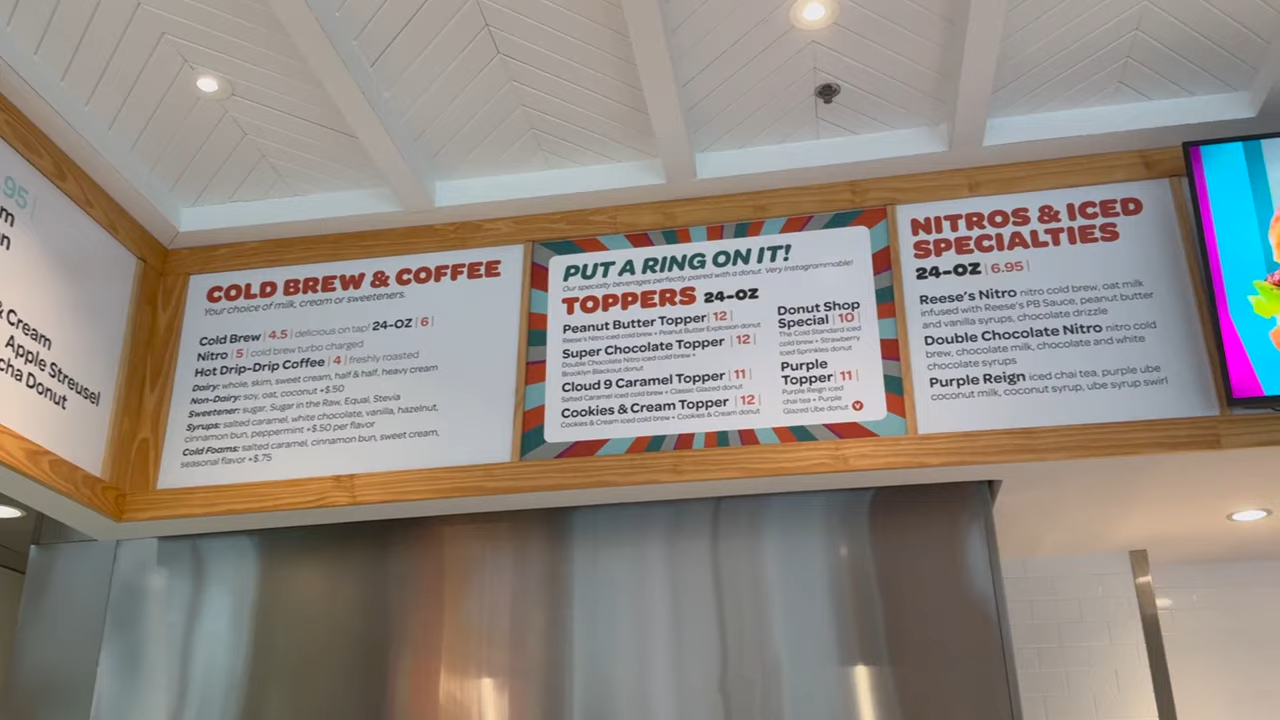 .95|
& Cream
Apple Streusel
Donut
COLD BREW & COFFEE
Your choice of milk, cream or sweeteners.
Cold Brew | 4.5 | delicious on tap! 24-OZ | 6 |
Nitro | 5 | cold brew turbo charged
Hot Drip-Drip Coffee | 4 | freshly roasted
Dairy: whole, skim, sweet cream, half & half, heavy cream
Non-Dairy: soy, oat, coconut +$.50
Sweetener: sugar, Sugar in the Raw, Equal, Stevia
Syrups: salted caramel, white chocolate, vanilla, hazelnut,
cinnamon bun, peppermint +$.50 per flavor
Cold Foams: salted caramel, cinnamon bun, sweet cream,
seasonal flavor +$.75
PUT A RING ON IT!
Our specialty beverages perfectly paired with a donut. Very Instagrammable!
TOPPERS 24-OZ
Peanut Butter Topper | 12 |
Reese's Nitro iced cold brew + Peanut Butter Explosion donut
Super Chocolate Topper | 12 |
Double Chocolate Nitro iced cold brew +
Brooklyn Blackout donut
Cloud 9 Caramel Topper | 11 |
Salted Caramel iced cold brew + Classic Glazed donut
Cookies & Cream Topper | 12 |
Cookies & Cream iced cold brew + Cookies & Cream donut
Donut Shop
Special | 10 |
The Cold Standard iced
cold brew + Strawberry
Iced Sprinkles donut
Purple
Topper | 11 |
Purple Reign iced
chai tea + Purple
Glazed Ube donut V
NITROS & ICED
SPECIALTIES
24-OZ | 6.95 |
Reese's Nitro nitro cold brew, oat milk
infused with Reese's PB Sauce, peanut butter
and vanilla syrups, chocolate drizzle
Double Chocolate Nitro nitro cold
brew, chocolate milk, chocolate and white
chocolate syrups
Purple Reign iced chai tea, purple ube
coconut milk, coconut syrup, ube syrup swirl